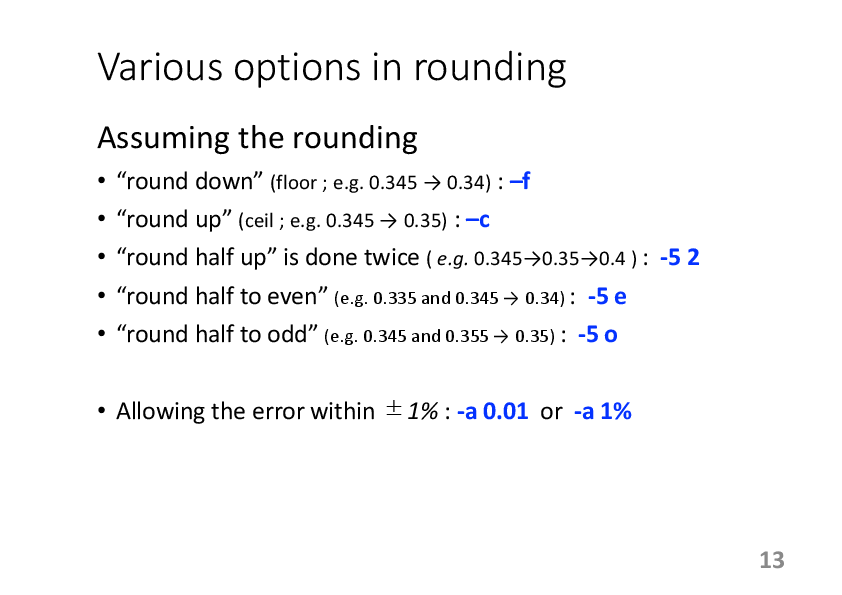 Various options in rounding
Assuming the rounding
• “round down” (floor ; e.g. 0.345 → 0.34) : –f
• “round up” (ceil ; e.g. 0.345 → 0.35) : –c
• “round half up” is done twice ( e.g. 0.345→0.35→0.4 ) : -5 2
• “round half to even” (e.g. 0.335 and 0.345 → 0.34) : -5 e
• “round half to odd” (e.g. 0.345 and 0.355 → 0.35) : -5 o
• Allowing the error within ±1% : -a 0.01 or -a 1%
13